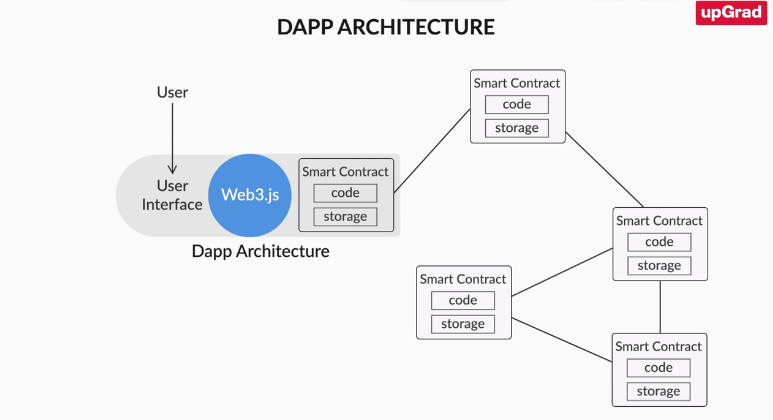 upGrad
DAPP ARCHITECTURE
User
User
Interface
Web3.js
Smart Contract
code
storage
Dapp Architecture
Smart Contract
code
storage
Smart Contract
code
storage
Smart Contract
code
storage
Smart Contract
code
storage